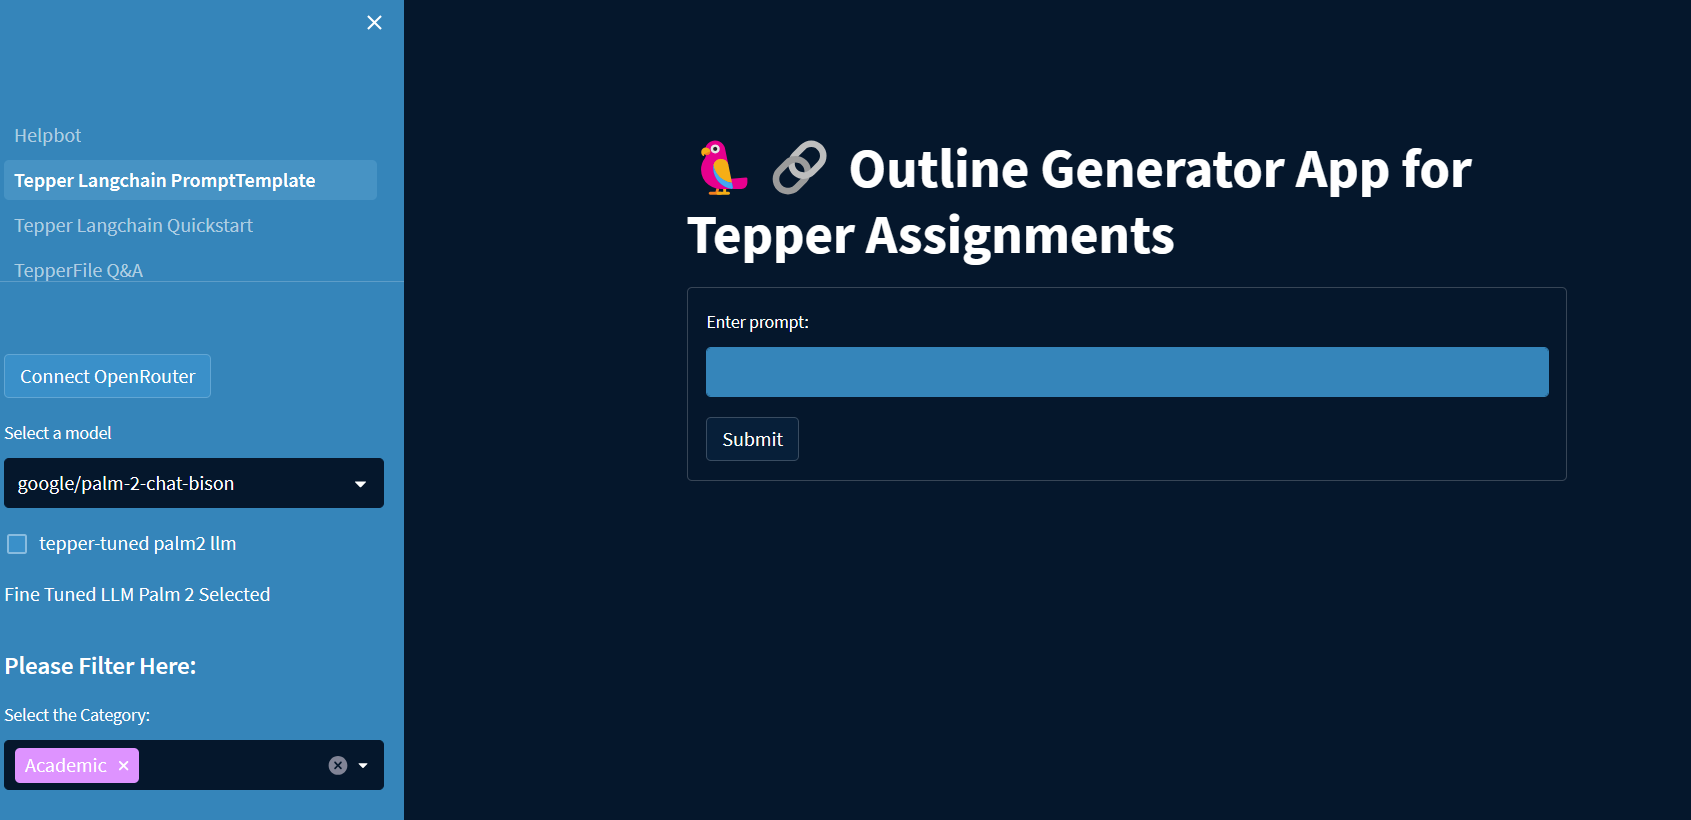 Helpbot
Tepper Langchain PromptTemplate
Tepper Langchain Quickstart
TepperFile Q&A
Connect OpenRouter
Select a model
google/palm-2-chat-bison
tepper-tuned palm2 llm
Fine Tuned LLM Palm 2 Selected
Please Filter Here:
Select the Category:
Academic
Outline Generator App for
Tepper Assignments
Enter prompt:
Submit